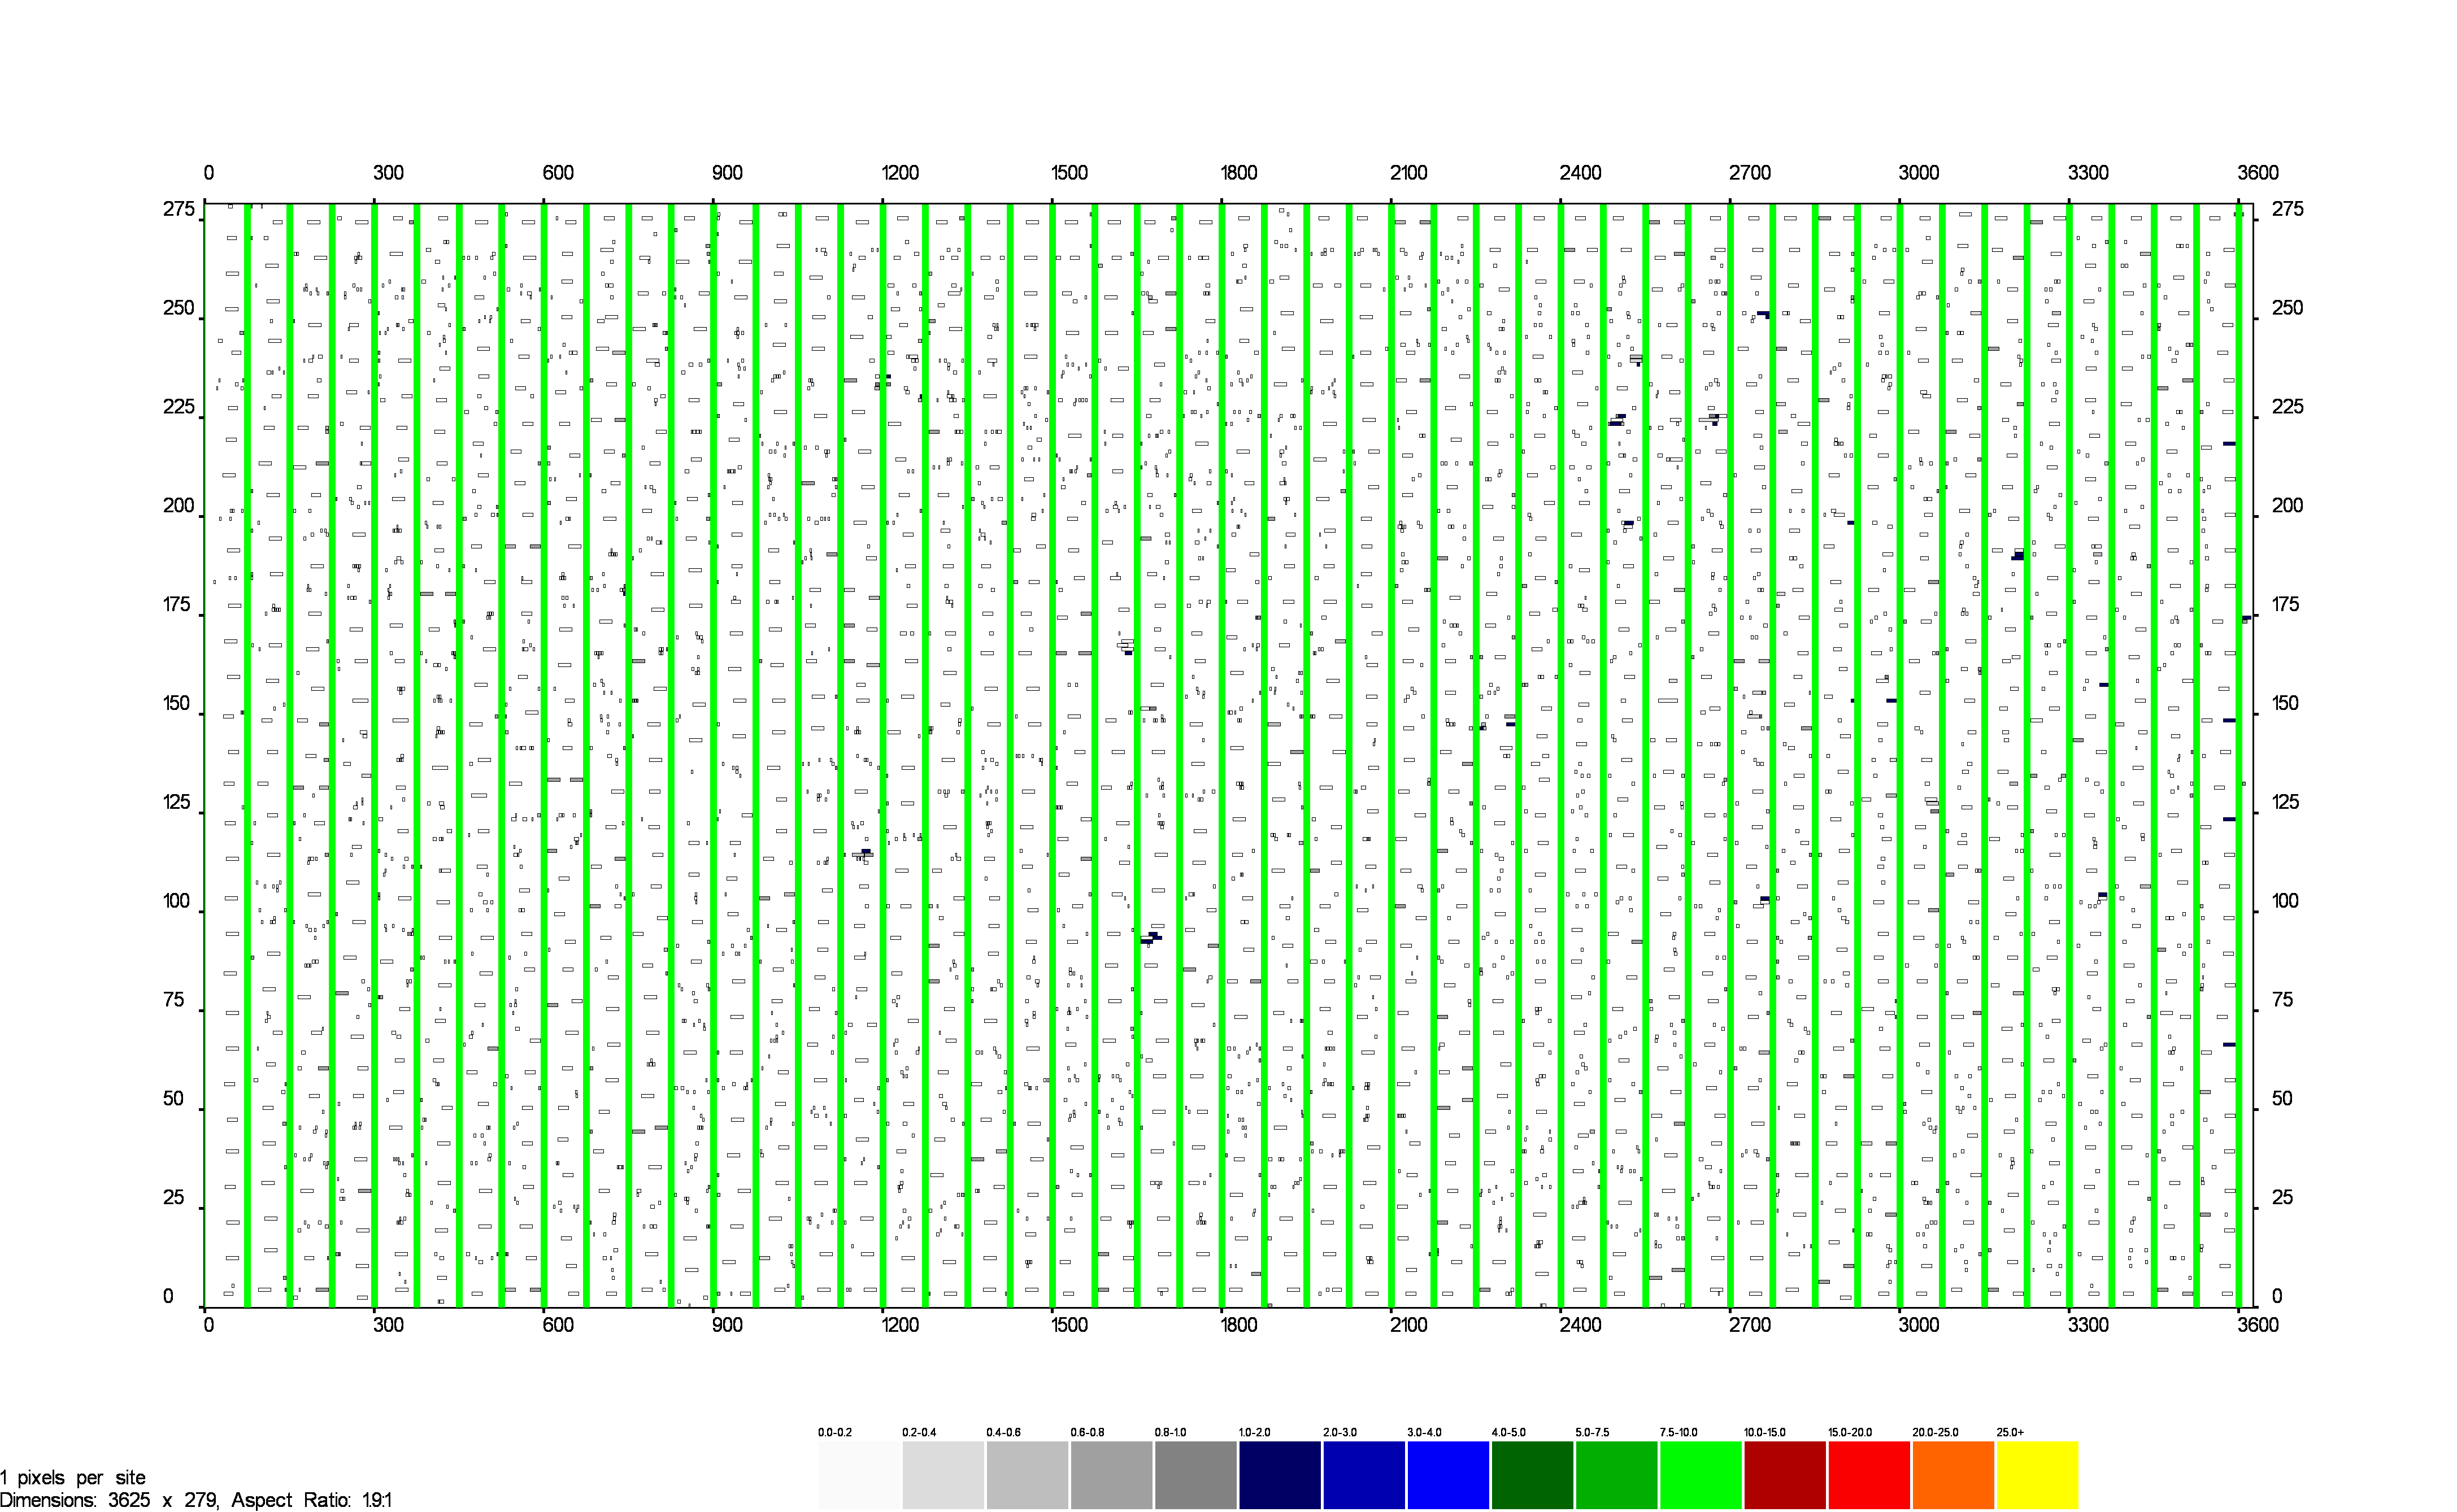 0 300 600 900 1200 1500 1800 2100 2400 2700 3000 3300 3600
275 275
250 250
225 225
200 200
175 175
150 150
125 125
100 100
75 75
50 50
25 25
0 0
0 300 600 900 1200 1500 1800 2100 2400 2700 3000 3300 3600
0.0-0.2 0.2-0.4 0.4-0.6 0.6-0.8 0.8-1.0 1.0-2.0 2.0-3.0 3.0-4.0 4.0-5.0 5.0-7.5 7.5-10.0 10.0-15.0 15.0-20.0 20.0-25.0 25.0+
1 pixels per site
Dimensions: 3625 x 279, Aspect Ratio: 1.9:1